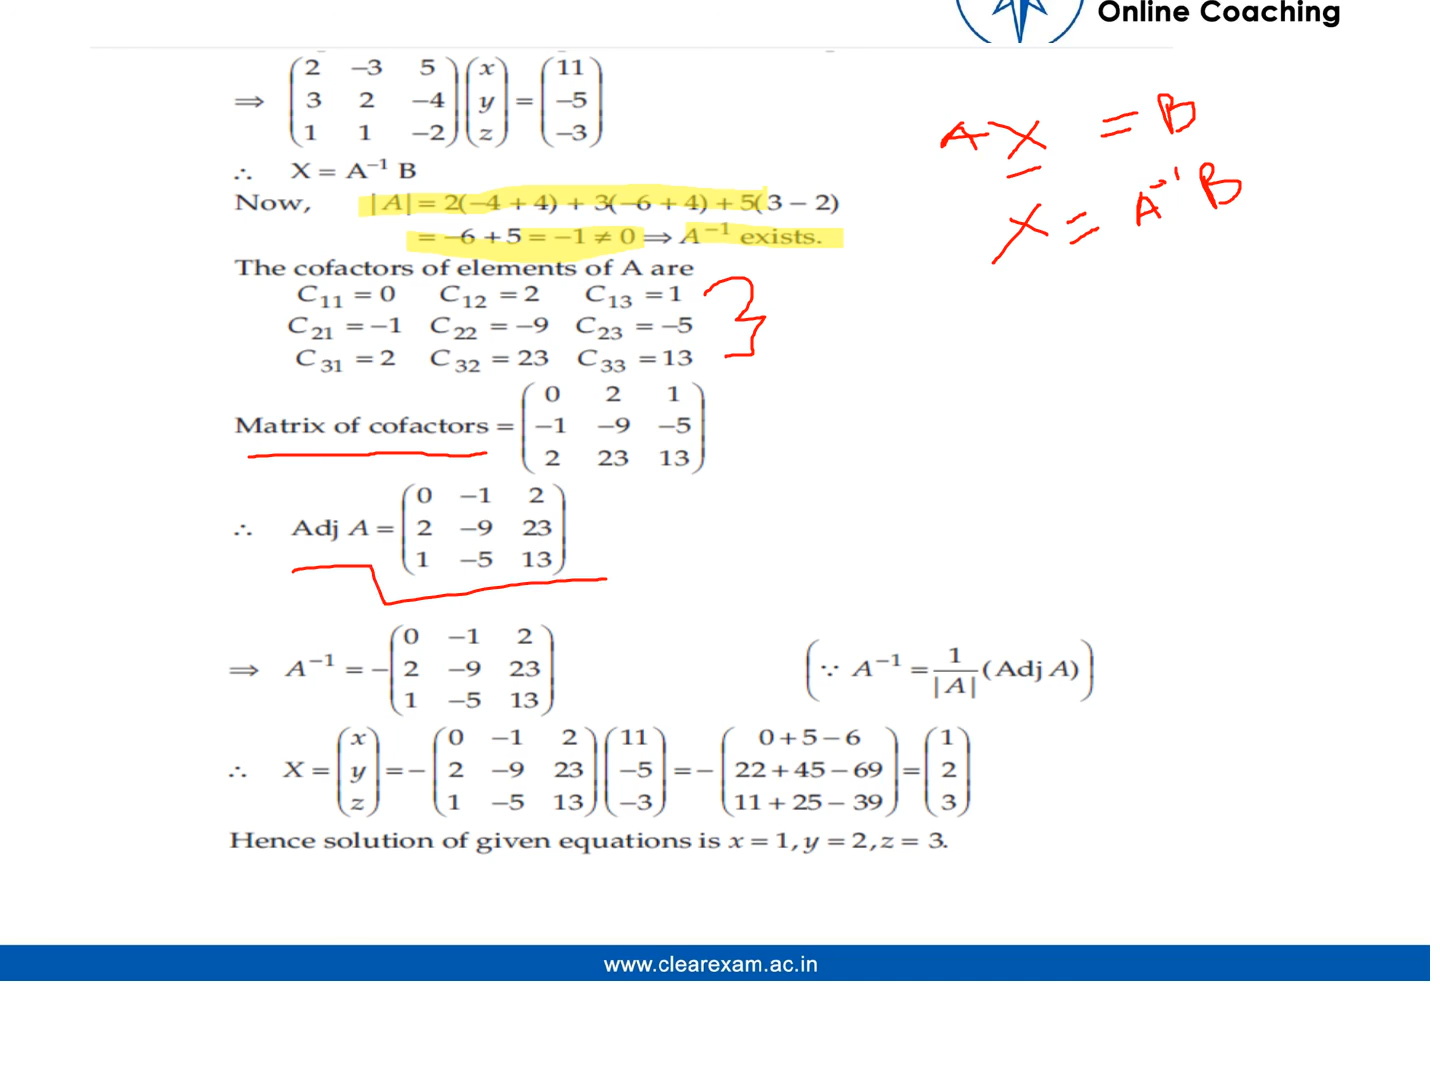 Online Coaching
⟹ (2 −3 5; 3 2 −4; 1 1 −2)(x; y; z) = (11; −5; −3)
A X = B
∴ X = A⁻¹ B
X = A⁻¹ B
Now, |A| = 2(−4 + 4) + 3(−6 + 4) + 5(3 − 2)
= −6 + 5 = −1 ≠ 0 ⟹ A⁻¹ exists.
The cofactors of elements of A are
C₁₁ = 0 C₁₂ = 2 C₁₃ = 1
C₂₁ = −1 C₂₂ = −9 C₂₃ = −5
C₃₁ = 2 C₃₂ = 23 C₃₃ = 13
Matrix of cofactors = (0 2 1; −1 −9 −5; 2 23 13)
∴ Adj A = (0 −1 2; 2 −9 23; 1 −5 13)
⟹ A⁻¹ = −(0 −1 2; 2 −9 23; 1 −5 13) (∵ A⁻¹ = 1/|A| (Adj A))
∴ X = (x; y; z) = −(0 −1 2; 2 −9 23; 1 −5 13)(11; −5; −3) = −(0 + 5 − 6; 22 + 45 − 69; 11 + 25 − 39) = (1; 2; 3)
Hence solution of given equations is x = 1, y = 2, z = 3.
www.clearexam.ac.in